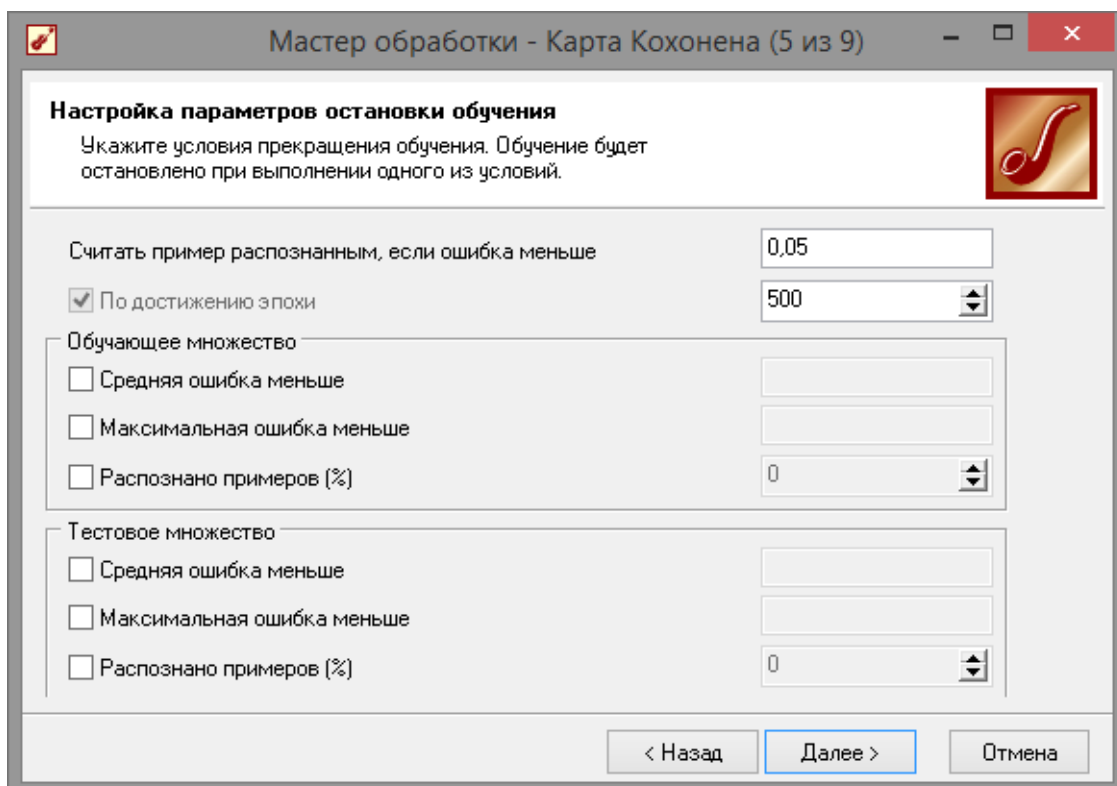 Мастер обработки - Карта Кохонена (5 из 9)
Настройка параметров остановки обучения
Укажите условия прекращения обучения. Обучение будет
остановлено при выполнении одного из условий.
Считать пример распознанным, если ошибка меньше 0,05
По достижению эпохи 500
Обучающее множество
Средняя ошибка меньше
Максимальная ошибка меньше
Распознано примеров (%) 0
Тестовое множество
Средняя ошибка меньше
Максимальная ошибка меньше
Распознано примеров (%) 0
< Назад Далее > Отмена